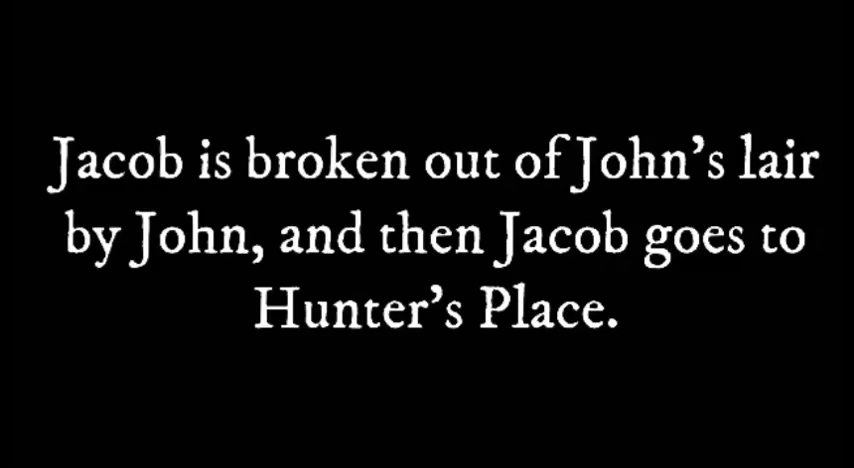 Jacob is broken out of John's lair
by John, and then Jacob goes to
Hunter's Place.